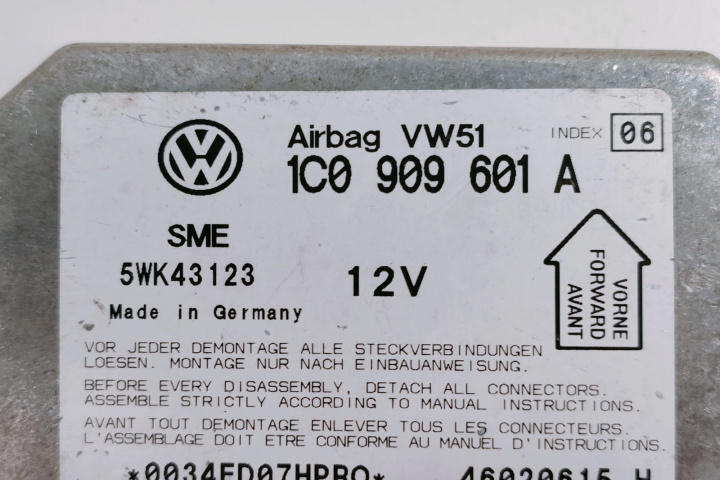 Airbag VW51 INDEX 06
1C0 909 601 A
SME
5WK43123 12V
Made in Germany
VORNE
FORWARD
AVANT
VOR JEDER DEMONTAGE ALLE STECKVERBINDUNGEN
LOESEN. MONTAGE NUR NACH EINBAUANWEISUNG.
BEFORE EVERY DISASSEMBLY, DETACH ALL CONNECTORS.
ASSEMBLE STRICTLY ACCORDING TO MANUAL INSTRUCTIONS.
AVANT TOUT DEMONTAGE ENLEVER TOUS LES CONNECTEURS.
L'ASSEMBLAGE DOIT ETRE CONFORME AU MANUEL D'INSTRUCTIONS.